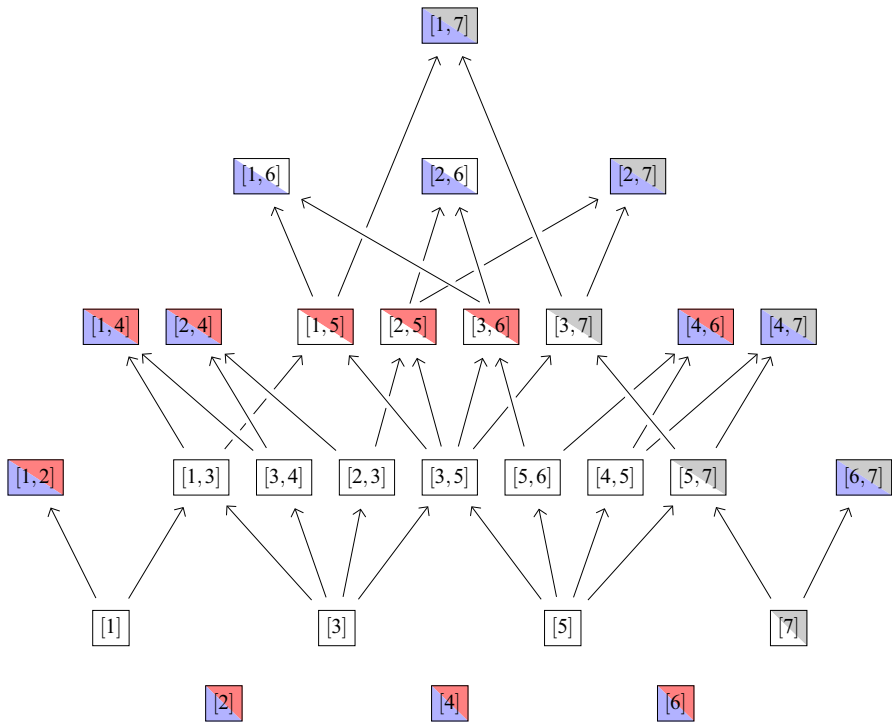 [1, 7]
[1, 6] [2, 6] [2, 7]
[1, 4] [2, 4] [1, 5] [2, 5] [3, 6] [3, 7] [4, 6] [4, 7]
[1, 2] [1, 3] [3, 4] [2, 3] [3, 5] [5, 6] [4, 5] [5, 7] [6, 7]
[1] [3] [5] [7]
[2] [4] [6]